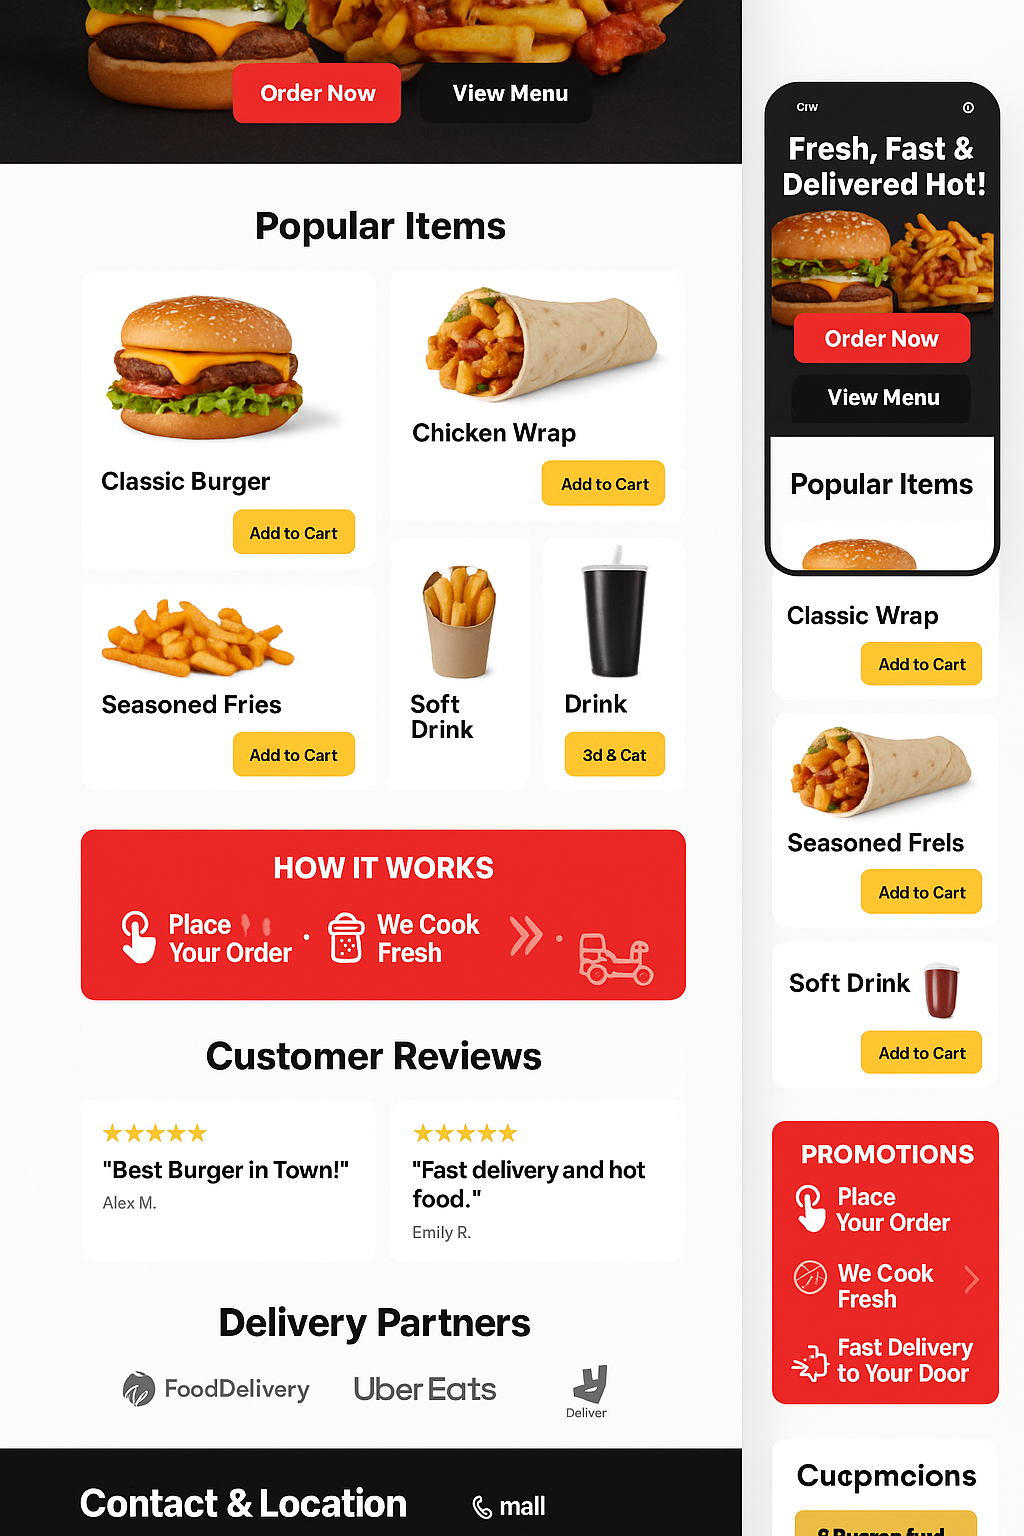 Order Now
View Menu
Popular Items
Classic Burger
Add to Cart
Chicken Wrap
Add to Cart
Seasoned Fries
Add to Cart
Soft
Drink
Drink
3d & Cat
HOW IT WORKS
Place
Your Order
We Cook
Fresh
Customer Reviews
"Best Burger in Town!"
Alex M.
"Fast delivery and hot
food."
Emily R.
Delivery Partners
FoodDelivery
Uber Eats
Deliver
Contact & Location
mall
Fresh, Fast &
Delivered Hot!
Order Now
View Menu
Popular Items
Classic Wrap
Add to Cart
Seasoned Frels
Add to Cart
Soft Drink
Add to Cart
PROMOTIONS
Place
Your Order
We Cook
Fresh
Fast Delivery
to Your Door
Cucpmcions